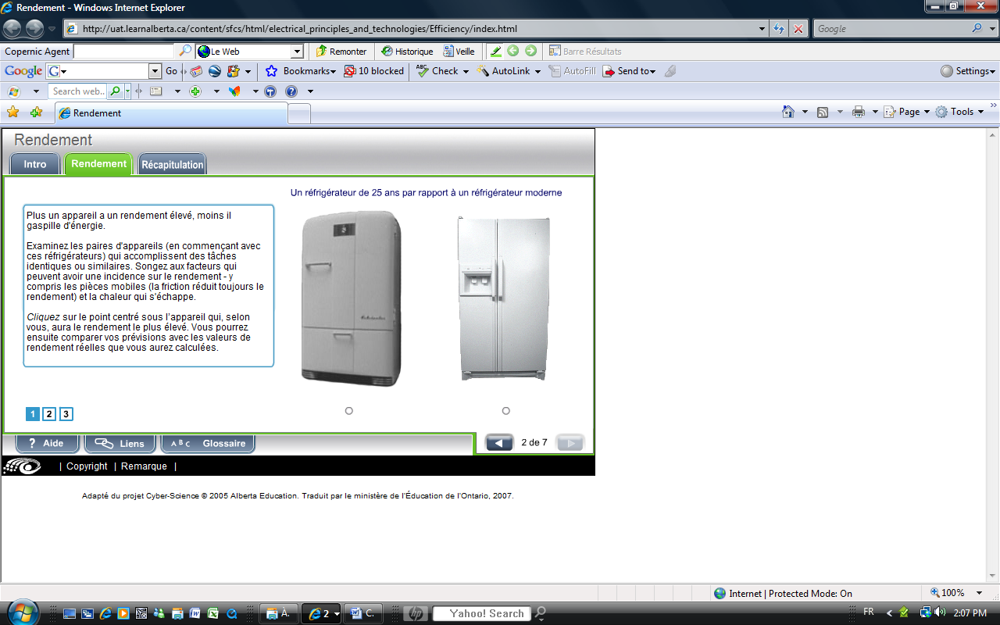 Rendement - Windows Internet Explorer
http://uat.learnalberta.ca/content/sfcs/html/electrical_principles_and_technologies/Efficiency/index.html
Google
Copernic Agent
Le Web
Remonter
Historique
Veille
Barre Résultats
Google
G
Go
Bookmarks
10 blocked
ABC
Check
AutoLink
AutoFill
Send to
Settings
Search web..
Rendement
Page
Tools
Rendement
Intro
Rendement
Récapitulation
Un réfrigérateur de 25 ans par rapport à un réfrigérateur moderne
Plus un appareil a un rendement élevé, moins il
gaspille d'énergie.
Examinez les paires d'appareils (en commençant avec
ces réfrigérateurs) qui accomplissent des tâches
identiques ou similaires. Songez aux facteurs qui
peuvent avoir une incidence sur le rendement - y
compris les pièces mobiles (la friction réduit toujours le
rendement) et la chaleur qui s'échappe.
Cliquez sur le point centré sous l'appareil qui, selon
vous, aura le rendement le plus élevé. Vous pourrez
ensuite comparer vos prévisions avec les valeurs de
rendement réelles que vous aurez calculées.
1 2 3
? Aide
Liens
A B C Glossaire
2 de 7
| Copyright | Remarque |
Adapté du projet Cyber-Science © 2005 Alberta Education. Traduit par le ministère de l'Éducation de l'Ontario, 2007.
Internet | Protected Mode: On
100%
À.
2
C.
hp
Yahoo! Search
FR
2:07 PM